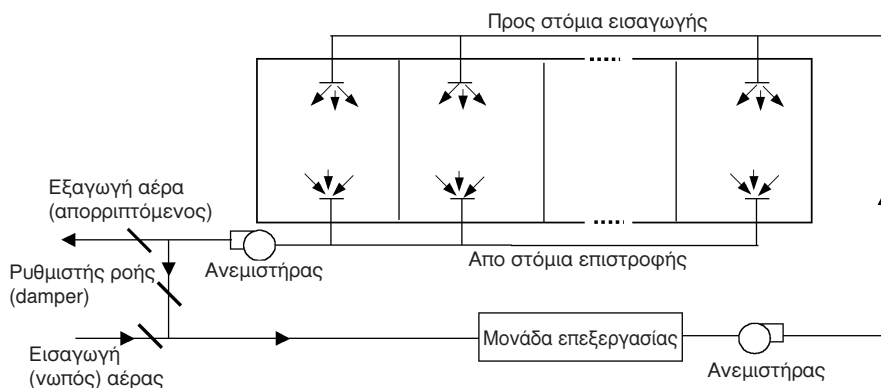 Προς στόμια εισαγωγής
Εξαγωγή αέρα
(απορριπτόμενος)
Ανεμιστήρας
Απο στόμια επιστροφής
Ρυθμιστής ροής
(damper)
Μονάδα επεξεργασίας
Εισαγωγή
(νωπός) αέρας
Ανεμιστήρας